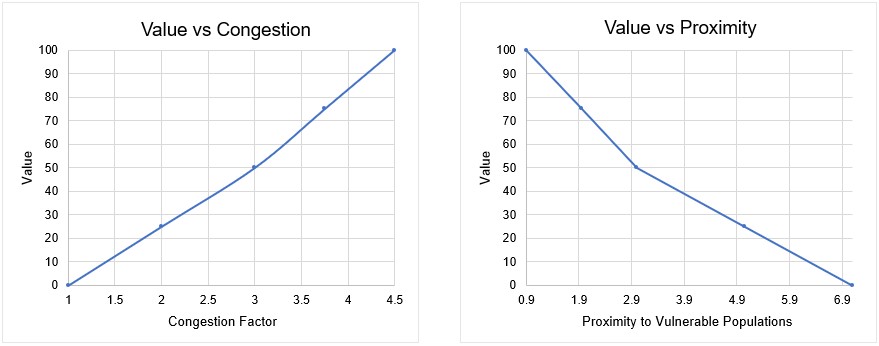 Value vs Congestion
100
90
80
70
60
50
40
30
20
10
0
Value
1 1.5 2 2.5 3 3.5 4 4.5
Congestion Factor
Value vs Proximity
100
90
80
70
60
50
40
30
20
10
0
Value
0.9 1.9 2.9 3.9 4.9 5.9 6.9
Proximity to Vulnerable Populations